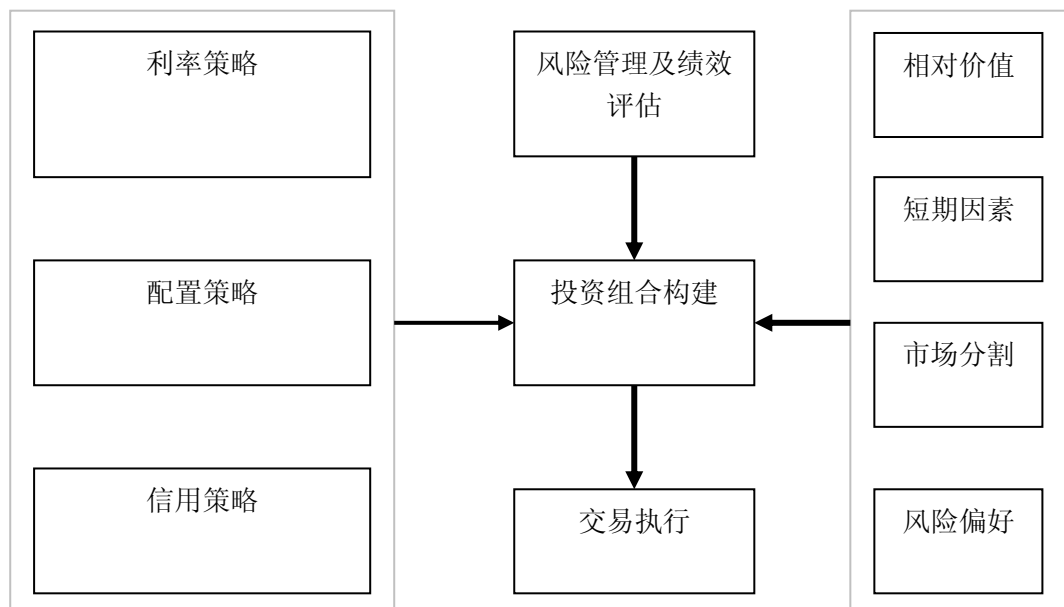 利率策略
配置策略
信用策略
风险管理及绩效
评估
投资组合构建
交易执行
相对价值
短期因素
市场分割
风险偏好